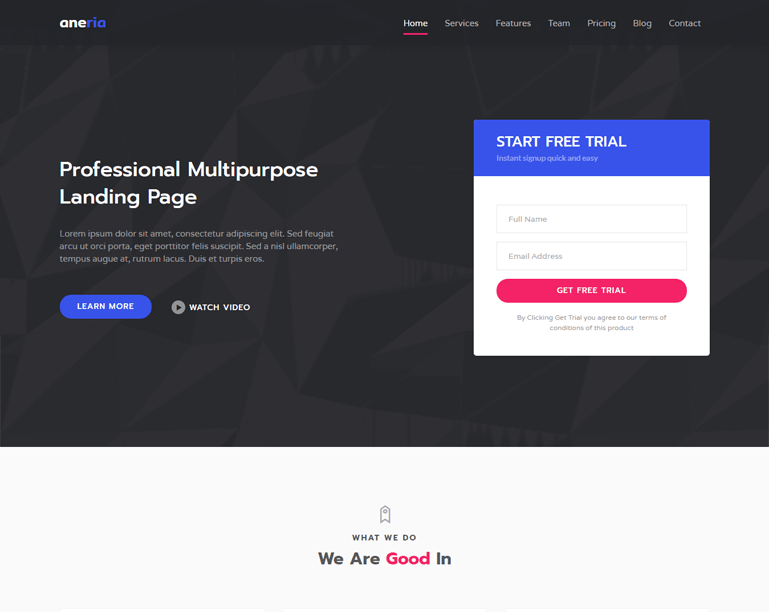 aneria
Home Services Features Team Pricing Blog Contact
Professional Multipurpose
Landing Page
Lorem ipsum dolor sit amet, consectetur adipiscing elit. Sed feugiat
arcu ut orci porta, eget porttitor felis suscipit. Sed a nisl ullamcorper,
tempus augue at, rutrum lacus. Duis et turpis eros.
LEARN MORE
WATCH VIDEO
START FREE TRIAL
Instant signup quick and easy
Full Name
Email Address
GET FREE TRIAL
By Clicking Get Trial you agree to our terms of
conditions of this product
WHAT WE DO
We Are Good In